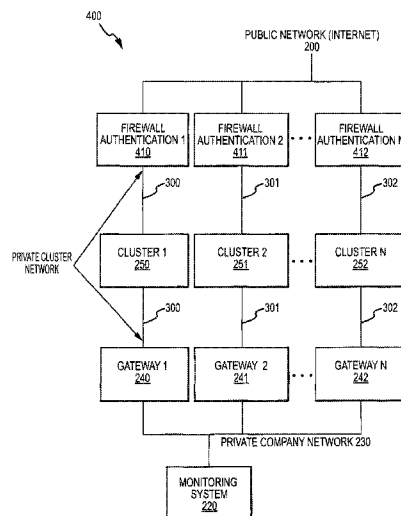 400
PUBLIC NETWORK (INTERNET)
200
FIREWALL
AUTHENTICATION 1
410
FIREWALL
AUTHENTICATION 2
411
FIREWALL
AUTHENTICATION N
412
300
301
302
PRIVATE CLUSTER
NETWORK
CLUSTER 1
250
CLUSTER 2
251
CLUSTER N
252
300
301
302
GATEWAY 1
240
GATEWAY 2
241
GATEWAY N
242
PRIVATE COMPANY NETWORK 230
MONITORING
SYSTEM
220